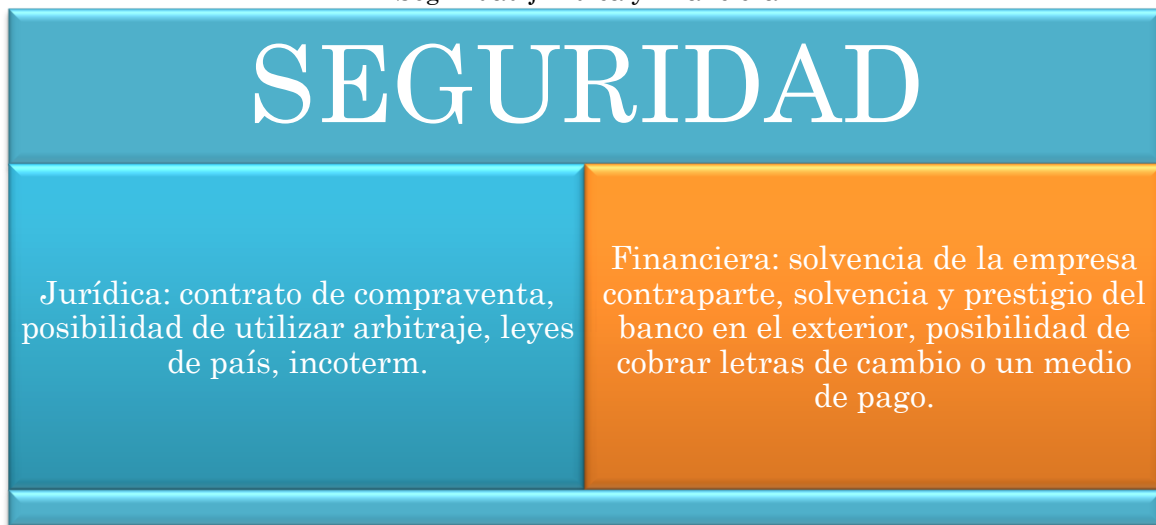 SEGURIDAD
Jurídica: contrato de compraventa,
posibilidad de utilizar arbitraje, leyes
de país, incoterm.
Financiera: solvencia de la empresa
contraparte, solvencia y prestigio del
banco en el exterior, posibilidad de
cobrar letras de cambio o un medio
de pago.